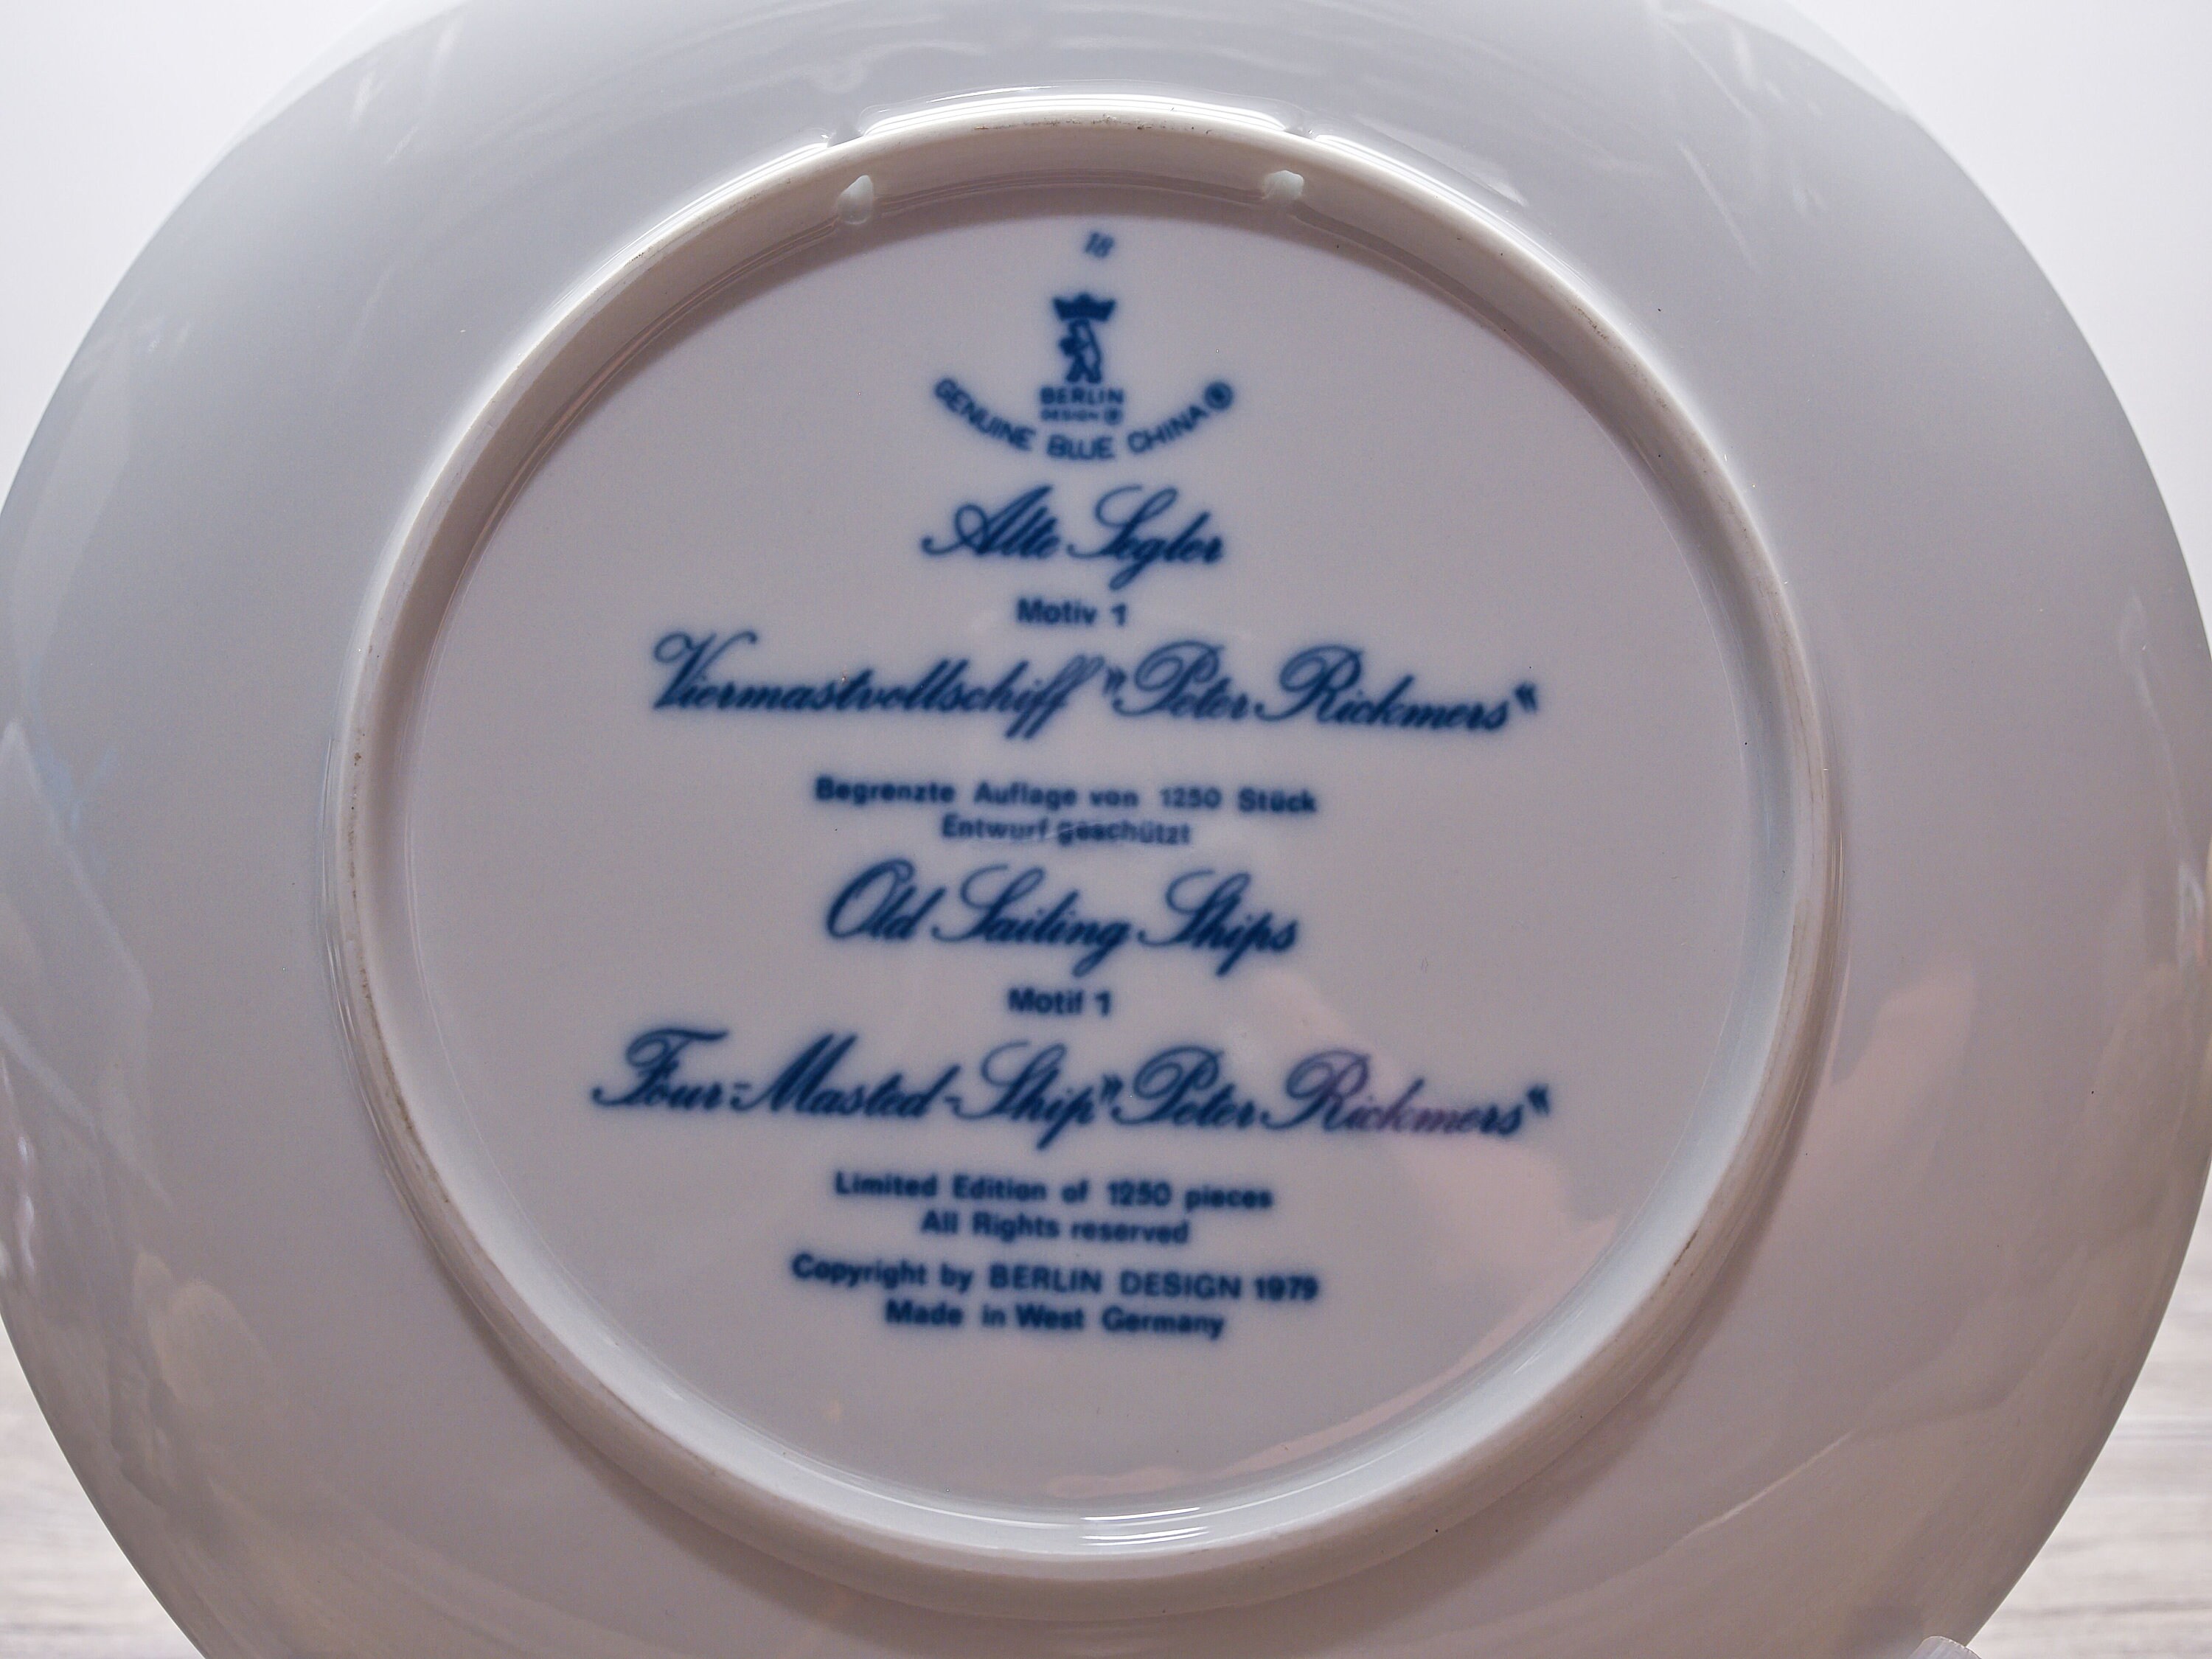 18
BERLIN
DESIGN ®
GENUINE BLUE CHINA ®
Alte Segler
Motiv 1
Viermastvollschiff "Peter Rickmers"
Begrenzte Auflage von 1250 Stück
Entwurf geschützt
Old Sailing Ships
Motif 1
Four-Masted-Ship "Peter Rickmers"
Limited Edition of 1250 pieces
All Rights reserved
Copyright by BERLIN DESIGN 1979
Made in West Germany